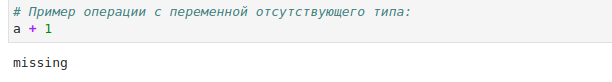 # Пример операции с переменной отсутствующего типа:
a + 1
missing